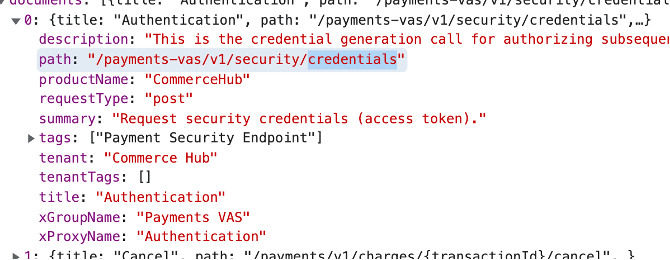 documents: [{title: "Authentication", path: "/payments-vas/v1/security/credential
0: {title: "Authentication", path: "/payments-vas/v1/security/credentials",…}
description: "This is the credential generation call for authorizing subseque
path: "/payments-vas/v1/security/credentials"
productName: "CommerceHub"
requestType: "post"
summary: "Request security credentials (access token)."
tags: ["Payment Security Endpoint"]
tenant: "Commerce Hub"
tenantTags: []
title: "Authentication"
xGroupName: "Payments VAS"
xProxyName: "Authentication"
1: {title: "Cancel", path: "/payments/v1/charges/{transactionId}/cancel",…}